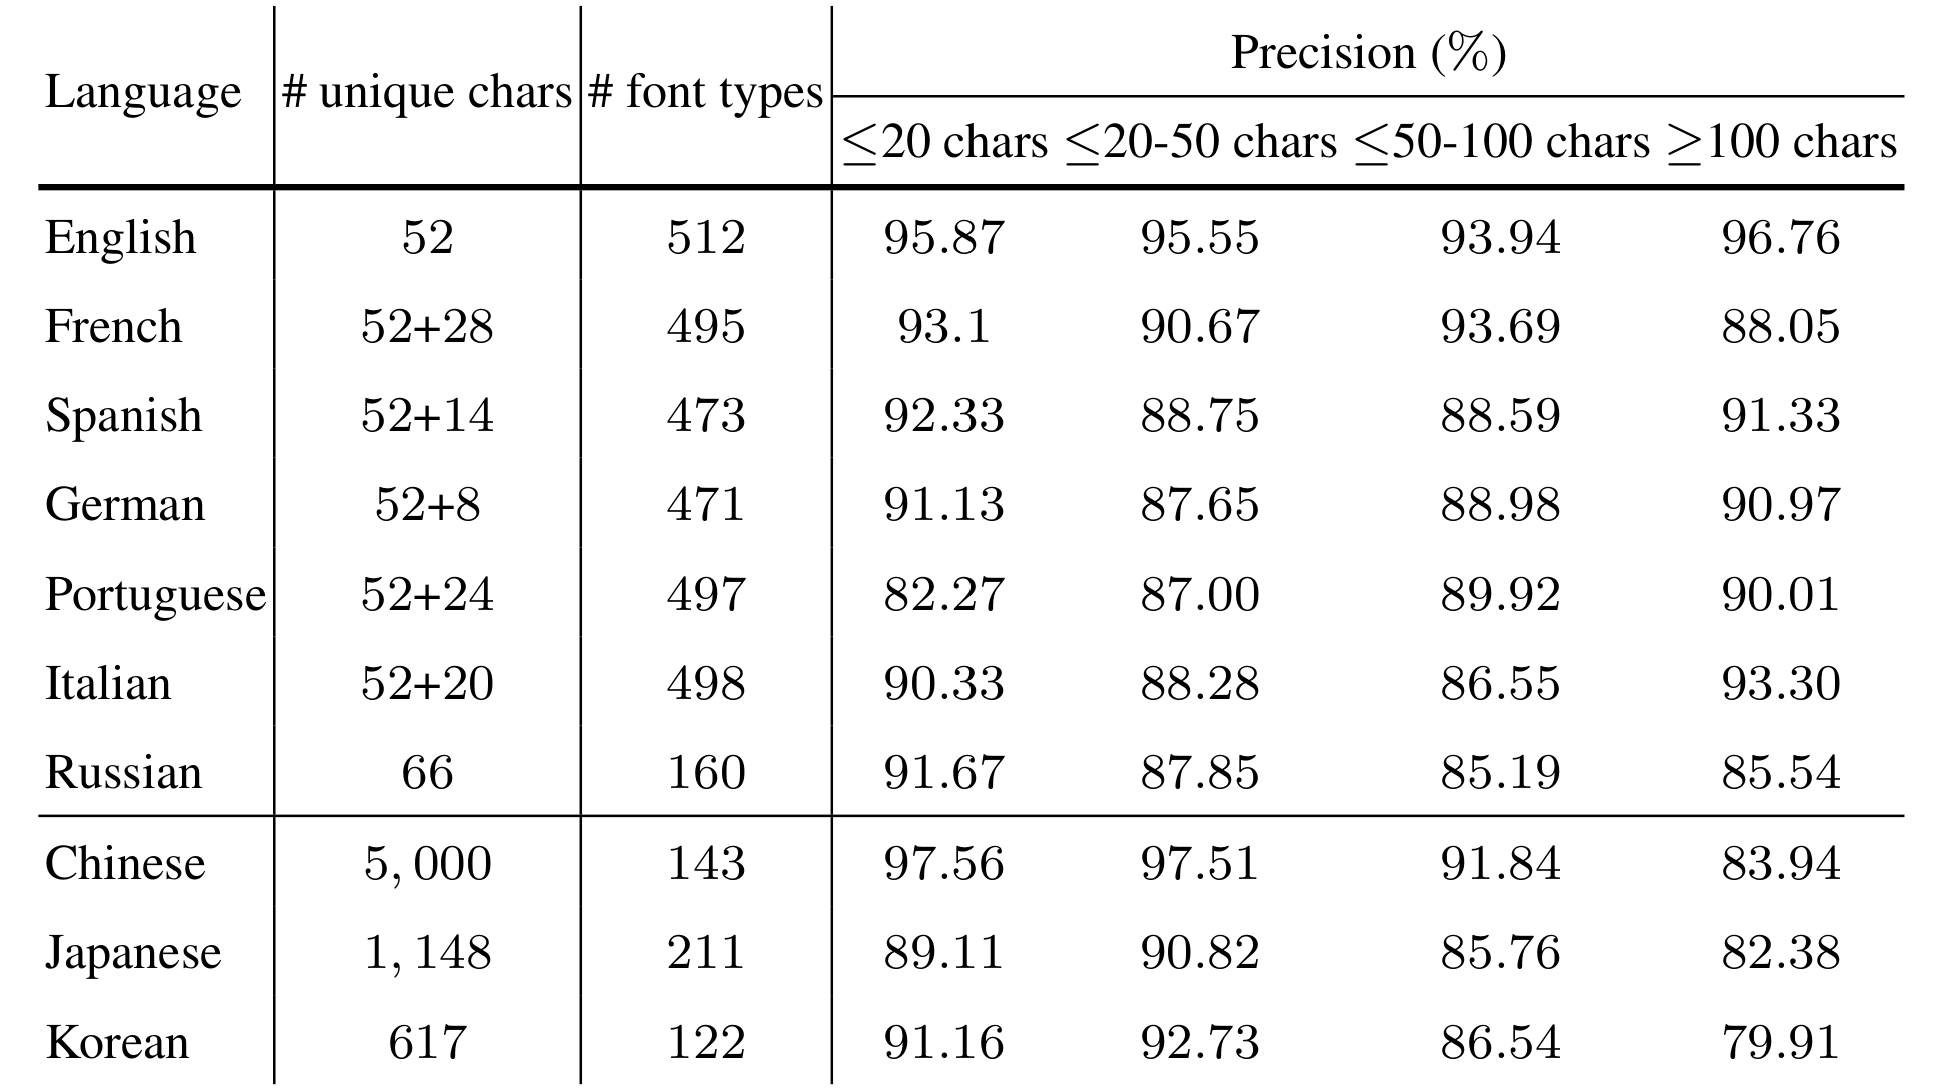 Language # unique chars # font types Precision (%)
≤20 chars ≤20-50 chars ≤50-100 chars ≥100 chars
English 52 512 95.87 95.55 93.94 96.76
French 52+28 495 93.1 90.67 93.69 88.05
Spanish 52+14 473 92.33 88.75 88.59 91.33
German 52+8 471 91.13 87.65 88.98 90.97
Portuguese 52+24 497 82.27 87.00 89.92 90.01
Italian 52+20 498 90.33 88.28 86.55 93.30
Russian 66 160 91.67 87.85 85.19 85.54
Chinese 5, 000 143 97.56 97.51 91.84 83.94
Japanese 1, 148 211 89.11 90.82 85.76 82.38
Korean 617 122 91.16 92.73 86.54 79.91